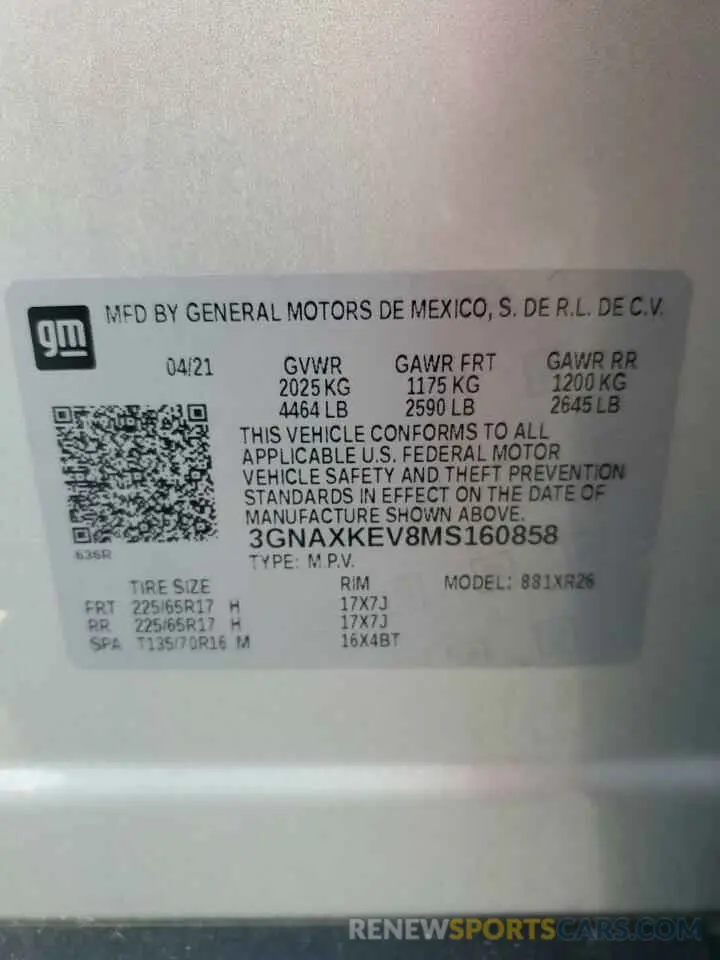 gm
MFD BY GENERAL MOTORS DE MEXICO, S. DE R.L. DE C.V.
04/21 GVWR GAWR FRT GAWR RR
2025 KG 1175 KG 1200 KG
4464 LB 2590 LB 2645 LB
THIS VEHICLE CONFORMS TO ALL
APPLICABLE U.S. FEDERAL MOTOR
VEHICLE SAFETY AND THEFT PREVENTION
STANDARDS IN EFFECT ON THE DATE OF
MANUFACTURE SHOWN ABOVE.
3GNAXKEV8MS160858
636R
TYPE: M.P.V.
TIRE SIZE RIM MODEL: 881XR26
FRT 225/65R17 H 17X7J
RR 225/65R17 H 17X7J
SPA T135/70R16 M 16X4BT
RENEWSPORTSCARS.COM